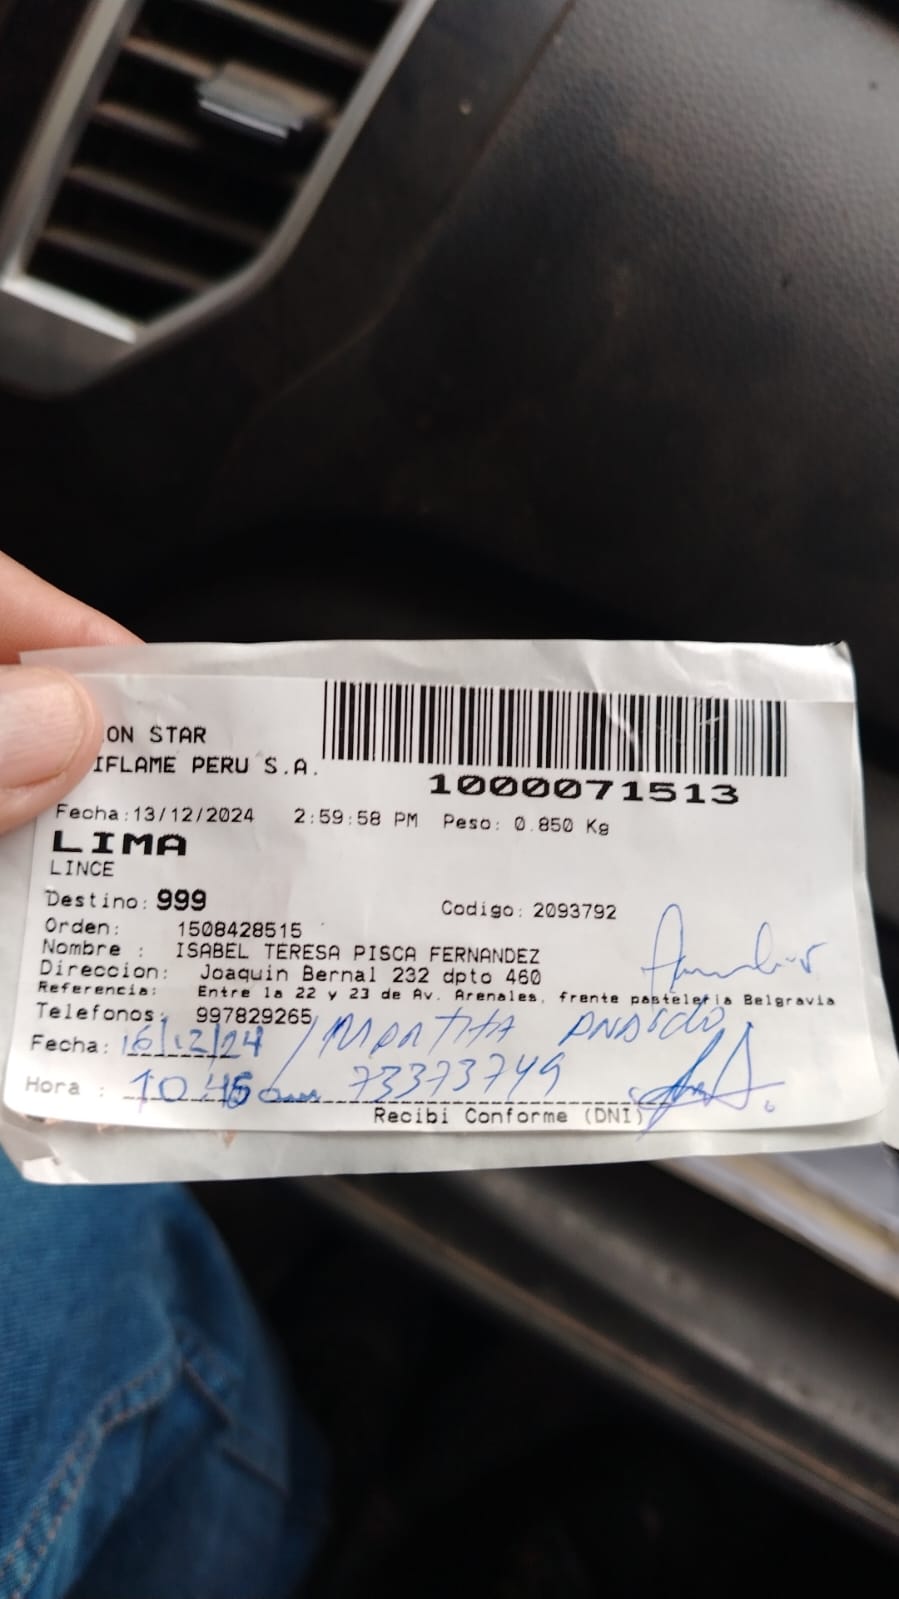 ON STAR
IFLAME PERU S.A.
1000071513
Fecha:13/12/2024 2:59:58 PM Peso: 0.850 Kg
LIMA
LINCE
Destino: 999
Codigo: 2093792
Orden: 1508428515
Nombre : ISABEL TERESA PISCA FERNANDEZ
Direccion: Joaquin Bernal 232 dpto 460
Referencia: Entre la 22 y 23 de Av. Arenales, frente pasteleria Belgravia
Telefonos: 997829265
Fecha: 16/12/24 / MARTHA
Hora : 10:45 am 73373749
Recibi Conforme (DNI)